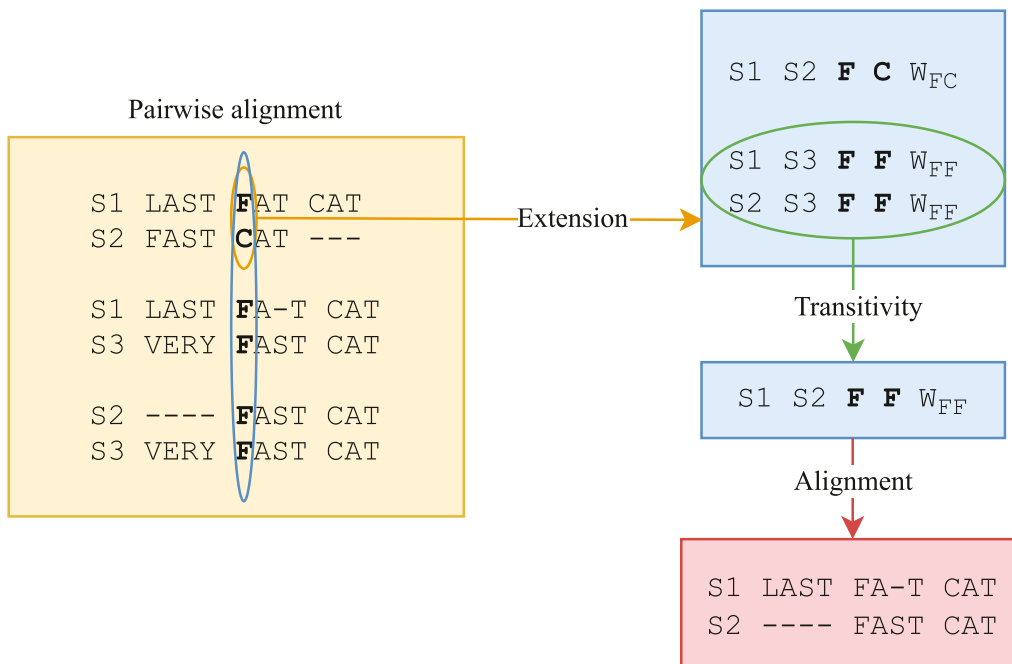 Pairwise alignment
S1 LAST FAT CAT
S2 FAST CAT ---
S1 LAST FA-T CAT
S3 VERY FAST CAT
S2 ---- FAST CAT
S3 VERY FAST CAT
Extension
S1 S2 F C W_FC
S1 S3 F F W_FF
S2 S3 F F W_FF
Transitivity
S1 S2 F F W_FF
Alignment
S1 LAST FA-T CAT
S2 ---- FAST CAT